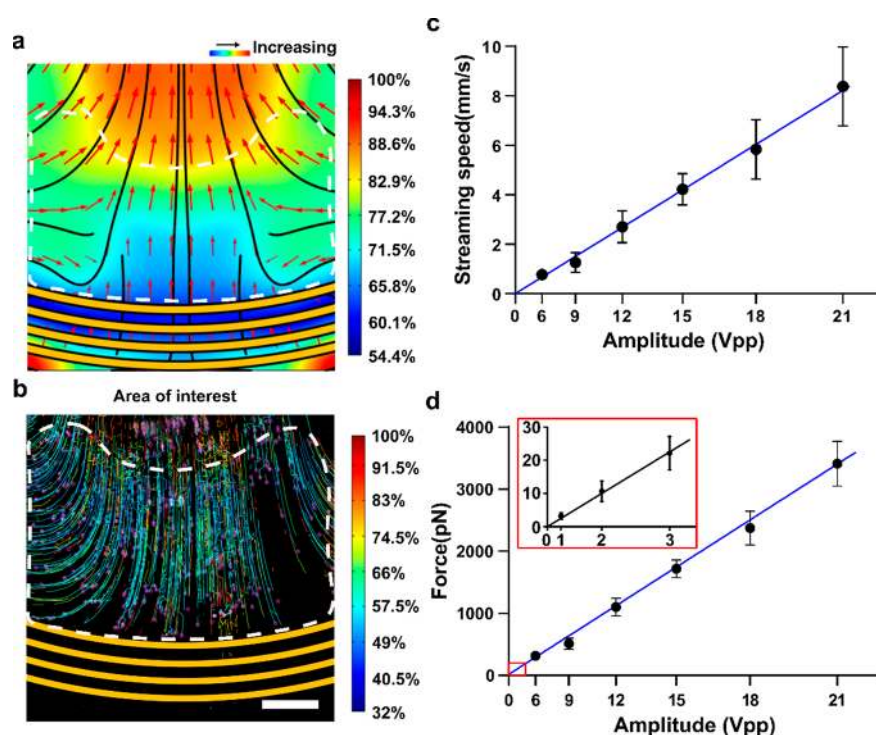 a
Increasing
100%
94.3%
88.6%
82.9%
77.2%
71.5%
65.8%
60.1%
54.4%
b
Area of interest
100%
91.5%
83%
74.5%
66%
57.5%
49%
40.5%
32%
c
Streaming speed(mm/s)
10
8
6
4
2
0
0 6 9 12 15 18 21
Amplitude (Vpp)
d
Force(pN)
4000
3000
2000
1000
0
30
20
10
0
0 1 2 3
0 6 9 12 15 18 21
Amplitude (Vpp)